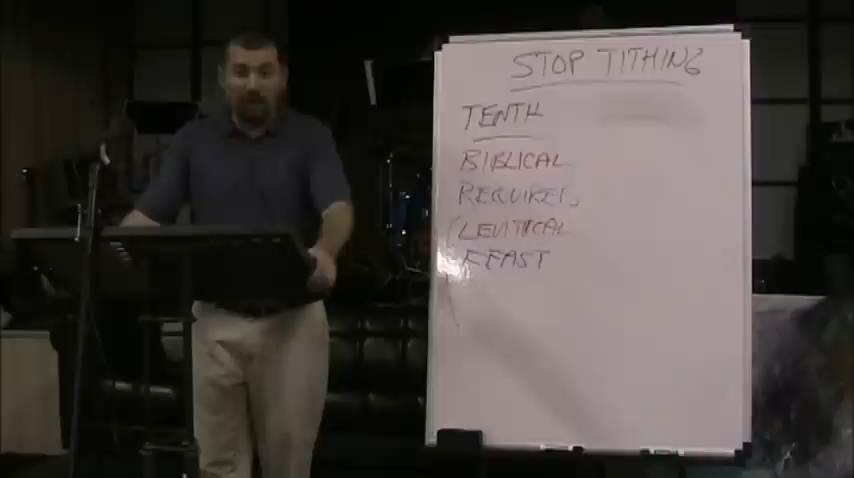 STOP TITHING
TENTH
BIBLICAL
REQUIRED
LEVITICAL
FEAST